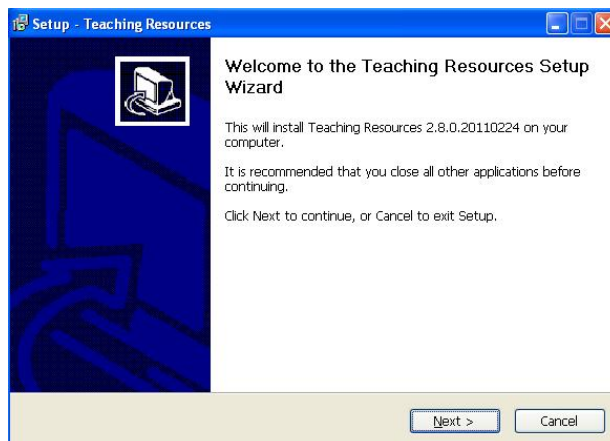 Setup - Teaching Resources
Welcome to the Teaching Resources Setup
Wizard
This will install Teaching Resources 2.8.0.20110224 on your
computer.
It is recommended that you close all other applications before
continuing.
Click Next to continue, or Cancel to exit Setup.
Next >
Cancel